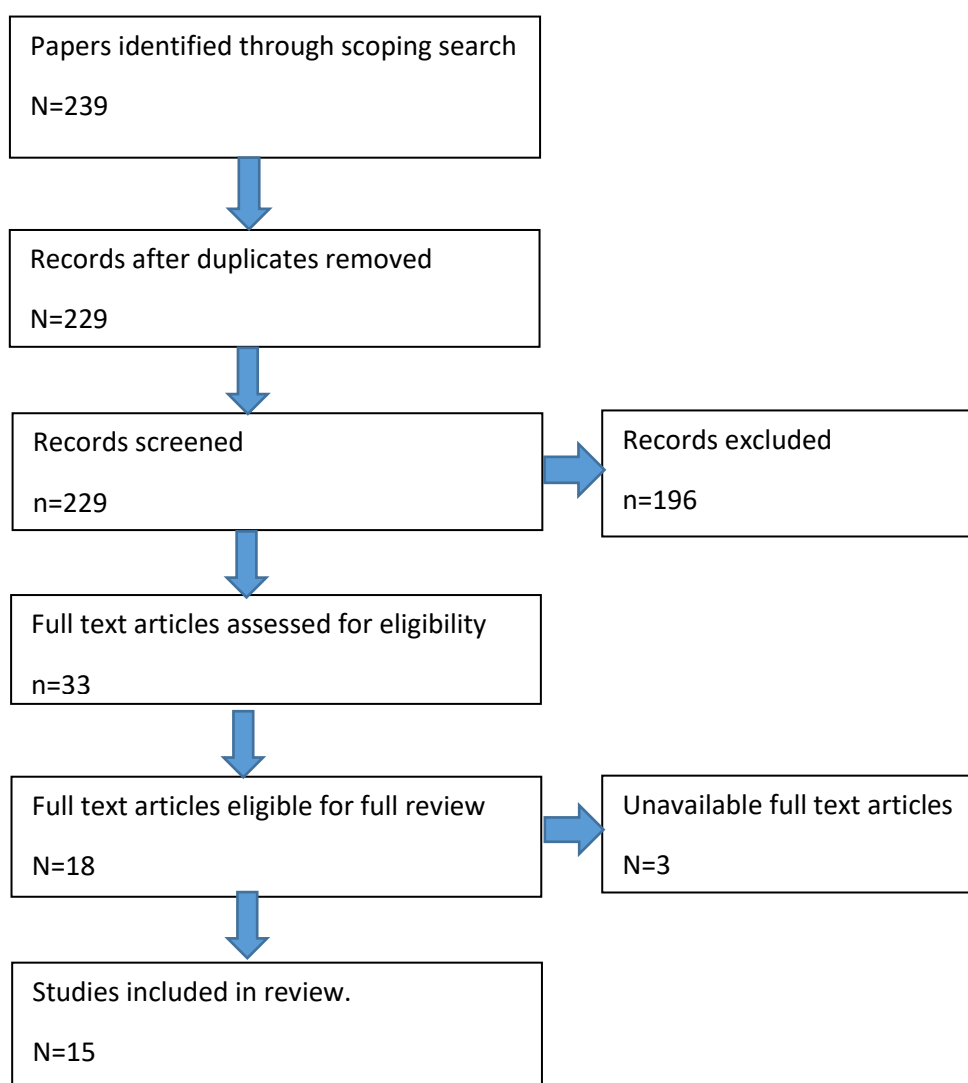 Papers identified through scoping search
N=239
Records after duplicates removed
N=229
Records screened
n=229
Records excluded
n=196
Full text articles assessed for eligibility
n=33
Full text articles eligible for full review
N=18
Unavailable full text articles
N=3
Studies included in review.
N=15